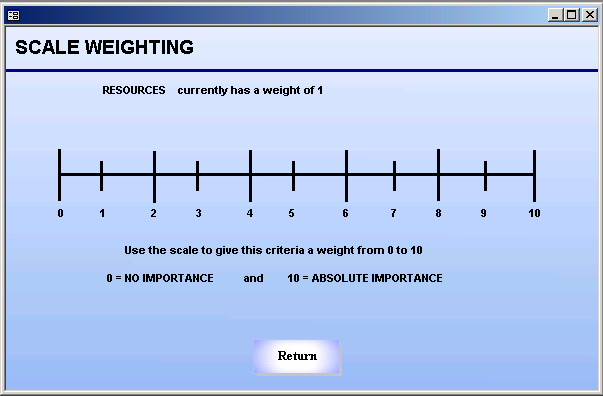 SCALE WEIGHTING
RESOURCES currently has a weight of 1
0 1 2 3 4 5 6 7 8 9 10
Use the scale to give this criteria a weight from 0 to 10
0 = NO IMPORTANCE and 10 = ABSOLUTE IMPORTANCE
Return